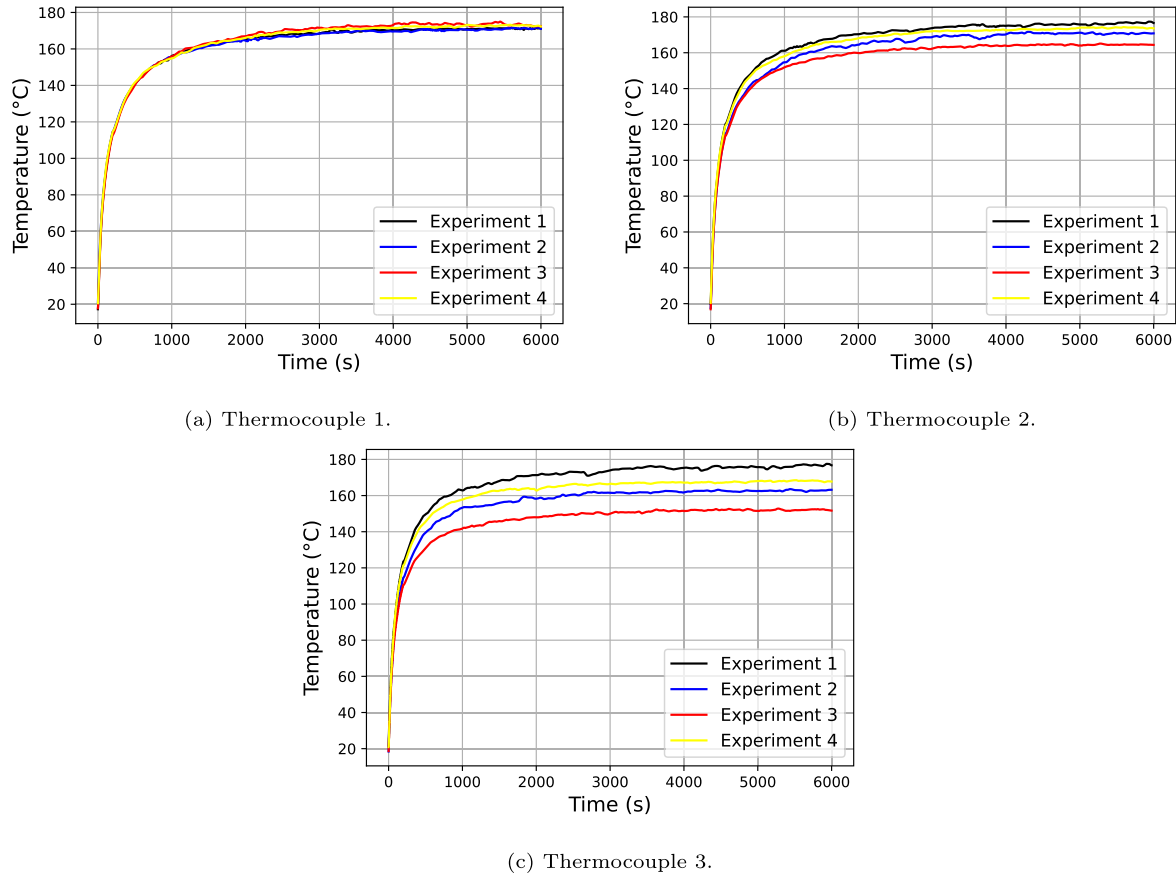 180
160
140
120
100
80
60
40
20
Temperature (°C)
Experiment 1
Experiment 2
Experiment 3
Experiment 4
0 1000 2000 3000 4000 5000 6000
Time (s)
(a) Thermocouple 1.
180
160
140
120
100
80
60
40
20
Temperature (°C)
Experiment 1
Experiment 2
Experiment 3
Experiment 4
0 1000 2000 3000 4000 5000 6000
Time (s)
(b) Thermocouple 2.
180
160
140
120
100
80
60
40
20
Temperature (°C)
Experiment 1
Experiment 2
Experiment 3
Experiment 4
0 1000 2000 3000 4000 5000 6000
Time (s)
(c) Thermocouple 3.